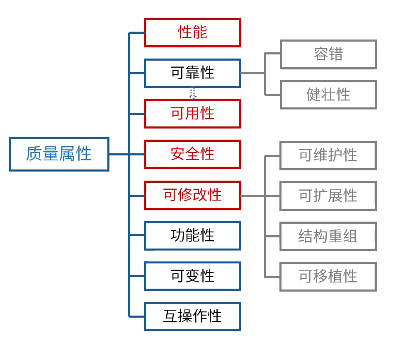 质量属性
性能
可靠性
容错
健壮性
可用性
安全性
可修改性
可维护性
可扩展性
结构重组
可移植性
功能性
可变性
互操作性